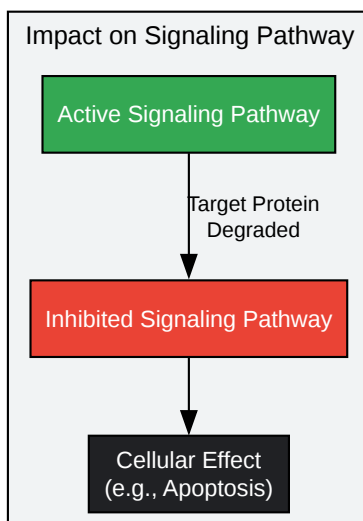 Impact on Signaling Pathway
Active Signaling Pathway
Target Protein
Degraded
Inhibited Signaling Pathway
Cellular Effect
(e.g., Apoptosis)